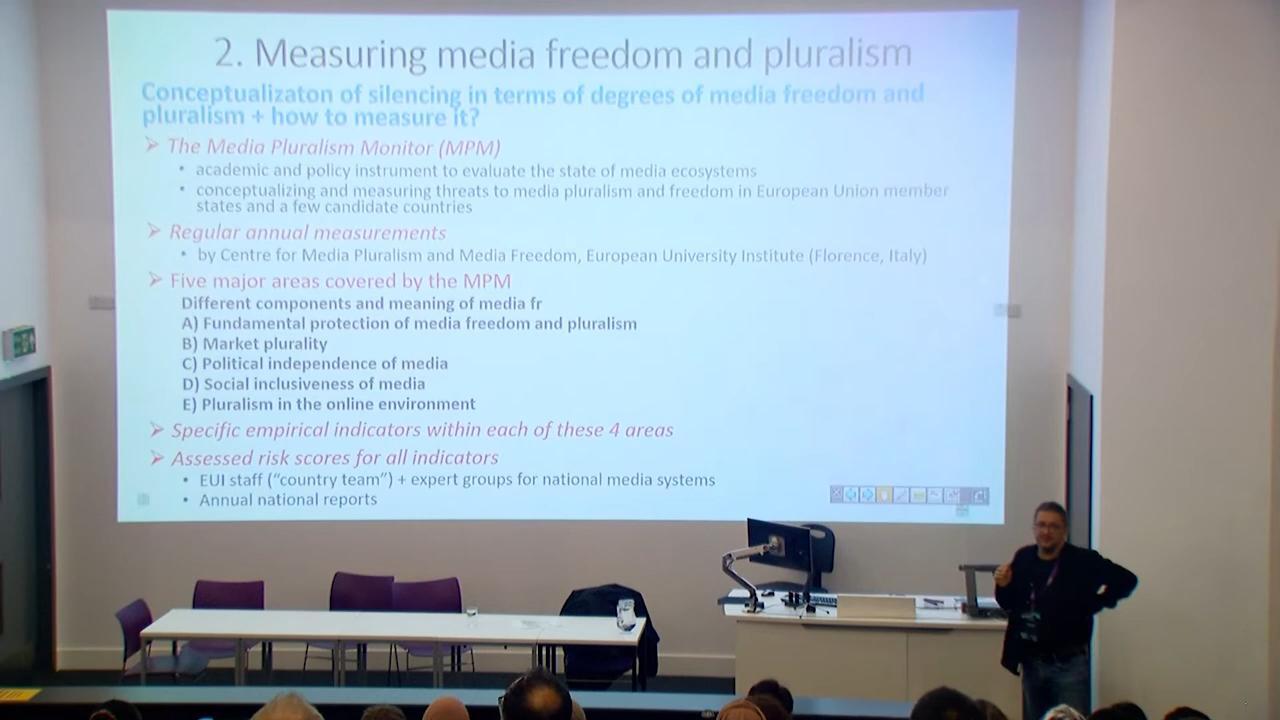 2. Measuring media freedom and pluralism
Conceptualizaton of silencing in terms of degrees of media freedom and
pluralism + how to measure it?
The Media Pluralism Monitor (MPM)
academic and policy instrument to evaluate the state of media ecosystems
conceptualizing and measuring threats to media pluralism and freedom in European Union member
states and a few candidate countries
Regular annual measurements
by Centre for Media Pluralism and Media Freedom, European University Institute (Florence, Italy)
Five major areas covered by the MPM
Different components and meaning of media fr
A) Fundamental protection of media freedom and pluralism
B) Market plurality
C) Political independence of media
D) Social inclusiveness of media
E) Pluralism in the online environment
Specific empirical indicators within each of these 4 areas
Assessed risk scores for all indicators
EUI staff ("country team") + expert groups for national media systems
Annual national reports